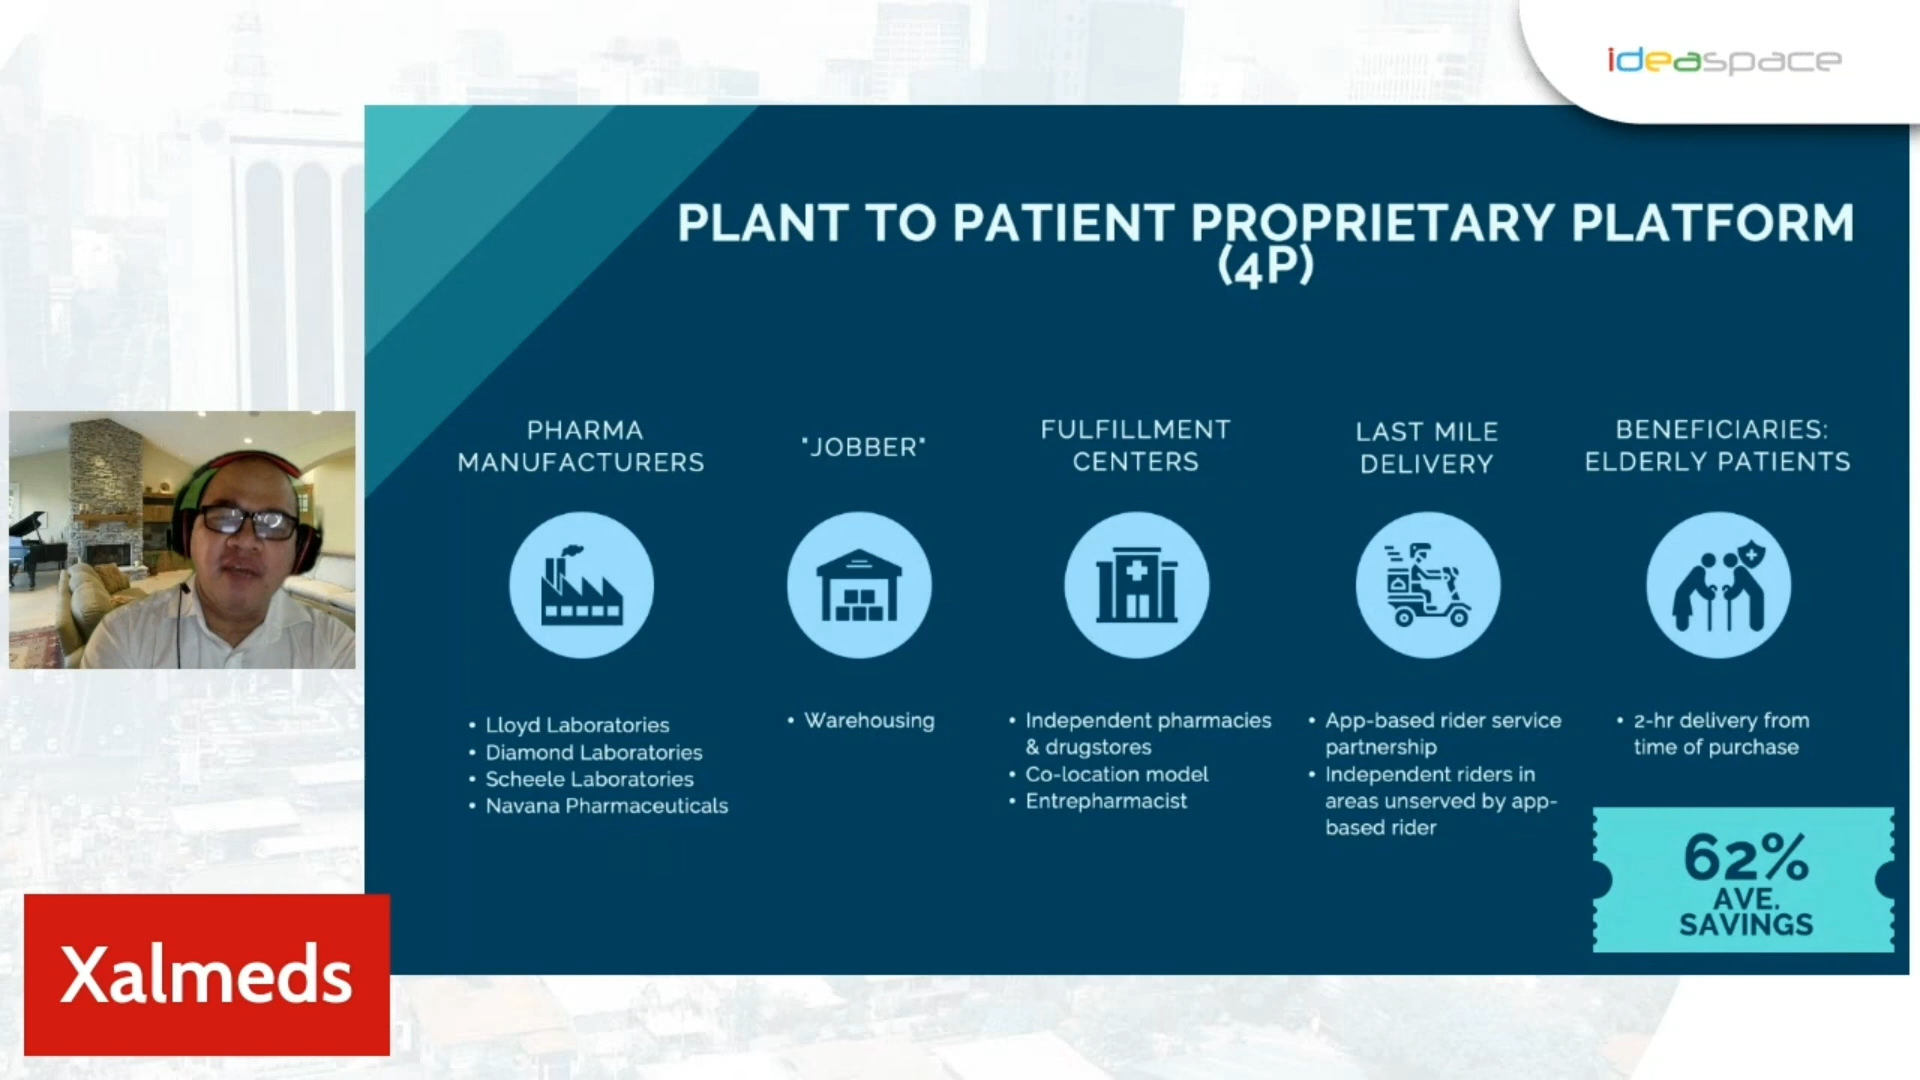 ideaspace
PLANT TO PATIENT PROPRIETARY PLATFORM
(4P)
PHARMA
MANUFACTURERS
• Lloyd Laboratories
• Diamond Laboratories
• Scheele Laboratories
• Navana Pharmaceuticals
"JOBBER"
• Warehousing
FULFILLMENT
CENTERS
• Independent pharmacies
& drugstores
• Co-location model
• Entrepharmacist
LAST MILE
DELIVERY
• App-based rider service
partnership
• Independent riders in
areas unserved by app-
based rider
BENEFICIARIES:
ELDERLY PATIENTS
• 2-hr delivery from
time of purchase
62%
AVE.
SAVINGS
Xalmeds